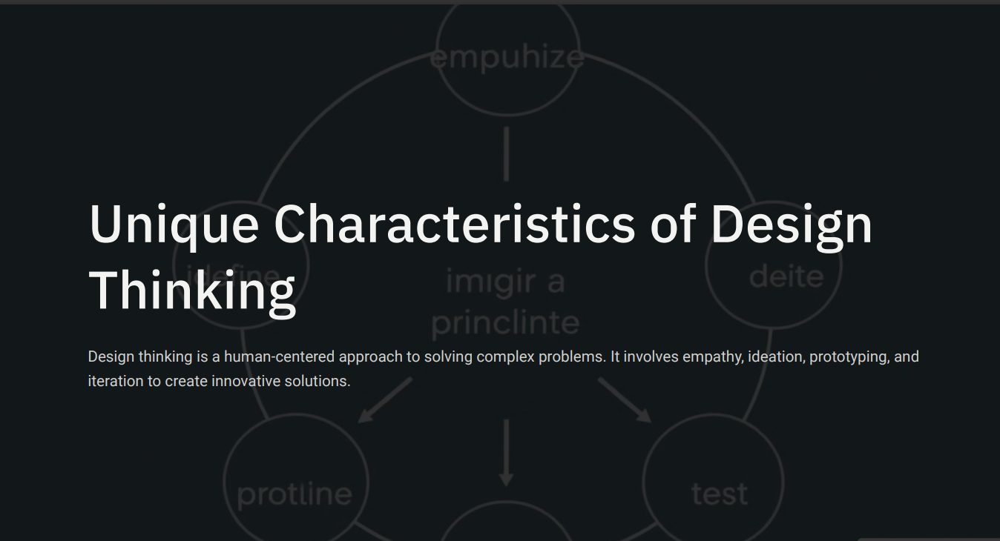 empuhize
Unique Characteristics of Design
Thinking
idefine
imıgir a
princlinte
deite
Design thinking is a human-centered approach to solving complex problems. It involves empathy, ideation, prototyping, and
iteration to create innovative solutions.
protline
test